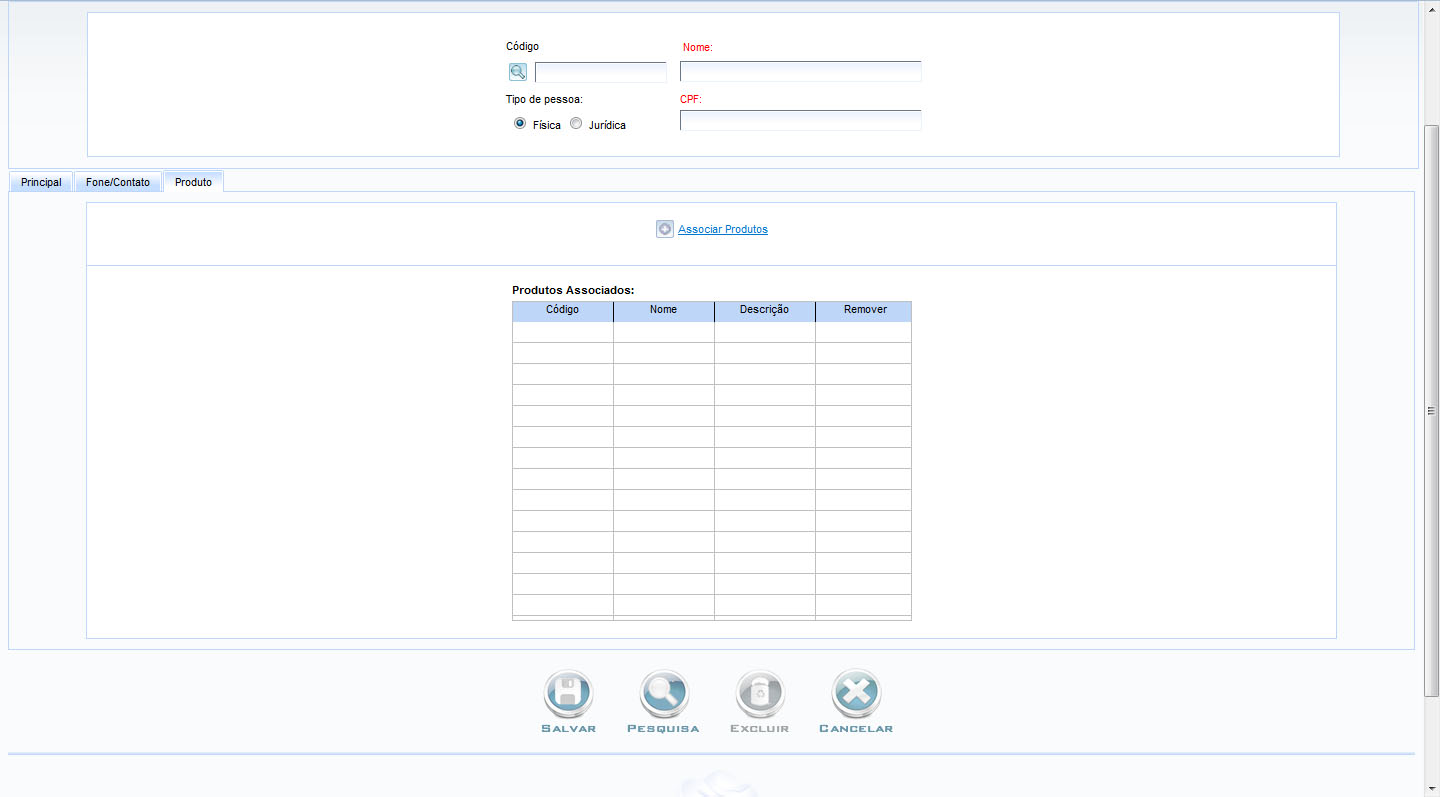 Código Nome:
Tipo de pessoa: CPF:
Física Jurídica
Principal Fone/Contato Produto
Associar Produtos
Produtos Associados:
Código Nome Descrição Remover
SALVAR PESQUISA EXCLUIR CANCELAR